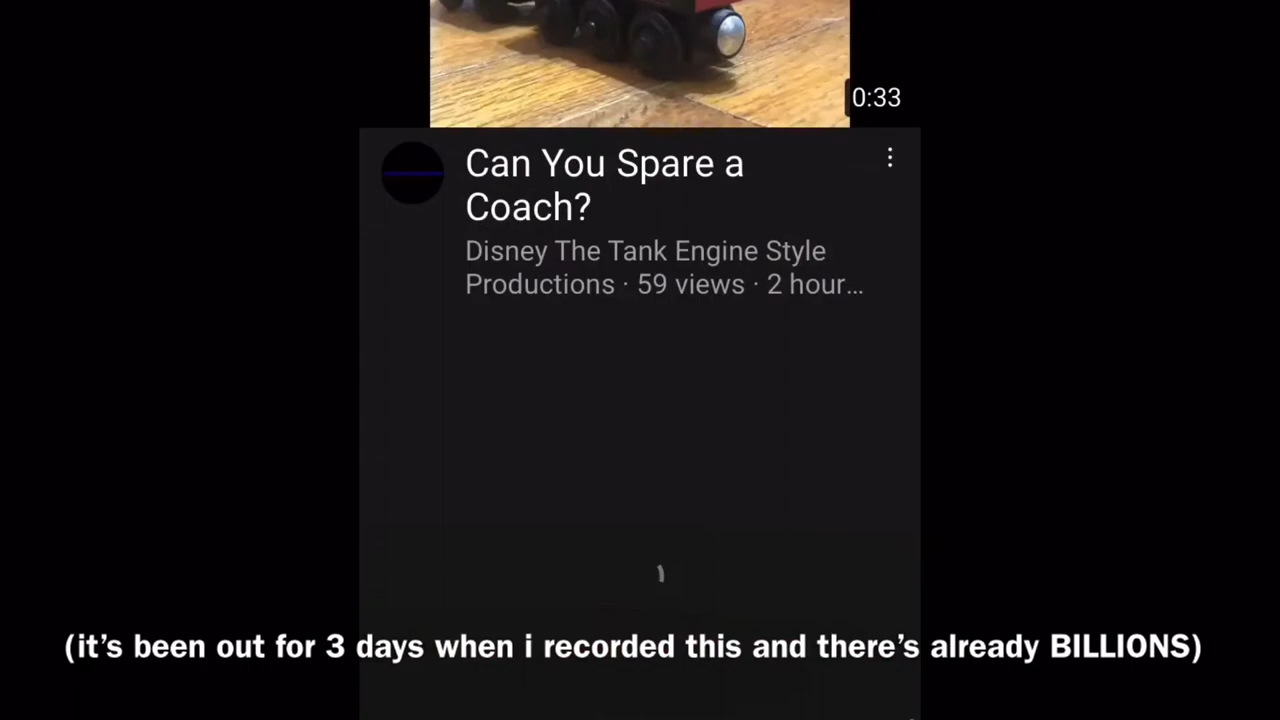 0:33
Can You Spare a
Coach?
Disney The Tank Engine Style
Productions · 59 views · 2 hour…
(it’s been out for 3 days when i recorded this and there’s already BILLIONS)